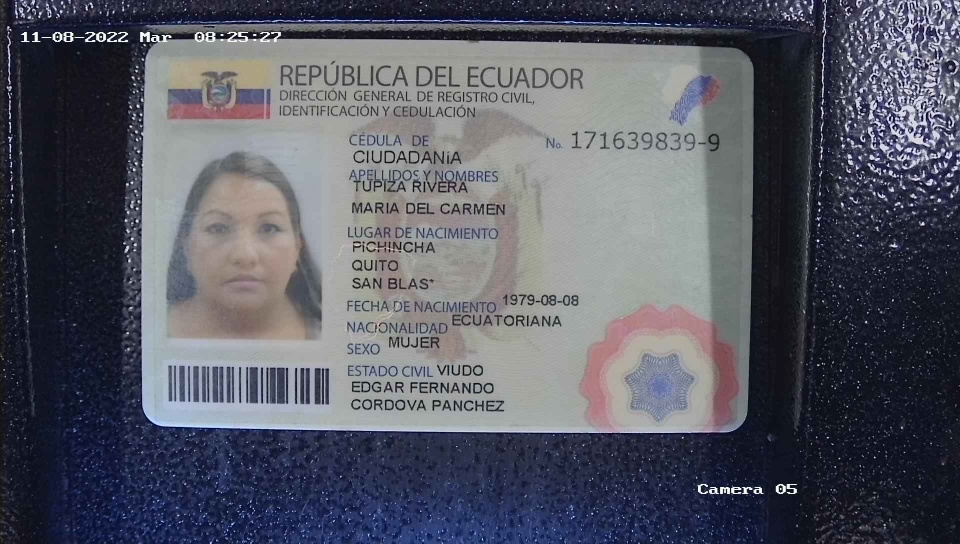 11-08-2022 Mar 08:25:27
REPÚBLICA DEL ECUADOR
DIRECCIÓN GENERAL DE REGISTRO CIVIL,
IDENTIFICACIÓN Y CEDULACIÓN
CÉDULA DE
No. 171639839-9
CIUDADANíA
APELLIDOS Y NOMBRES
TUPIZA RIVERA
MARIA DEL CARMEN
LUGAR DE NACIMIENTO
PICHINCHA
QUITO
SAN BLAS*
FECHA DE NACIMIENTO 1979-08-08
NACIONALIDAD ECUATORIANA
SEXO MUJER
ESTADO CIVIL VIUDO
EDGAR FERNANDO
CORDOVA PANCHEZ
Camera 05